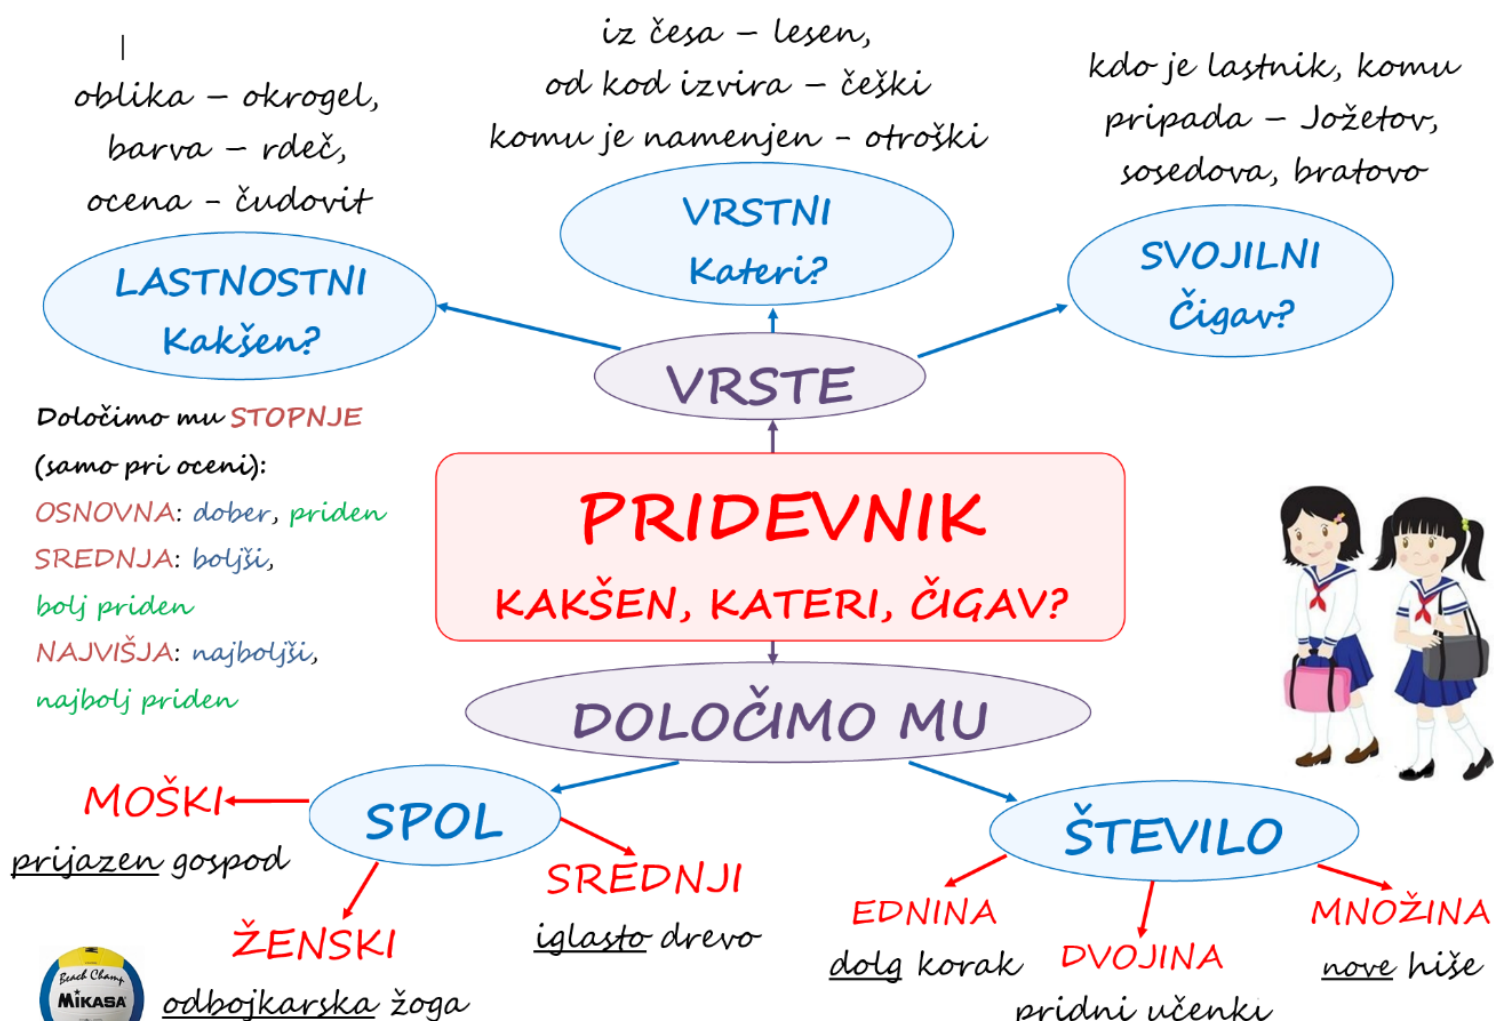 oblika – okrogel,
barva – rdeč,
ocena - čudovit
iz česa – lesen,
od kod izvira – češki
komu je namenjen - otroški
kdo je lastnik, komu
pripada – Jožetov,
sosedova, bratovo
LASTNOSTNI
Kakšen?
VRSTNI
Kateri?
SVOJILNI
Čigav?
VRSTE
Določimo mu STOPNJE
(samo pri oceni):
OSNOVNA: dober, priden
SREDNJA: boljši,
bolj priden
NAJVIŠJA: najboljši,
najbolj priden
PRIDEVNIK
KAKŠEN, KATERI, ČIGAV?
DOLOČIMO MU
SPOL
MOŠKI
prijazen gospod
ŽENSKI
odbojkarska žoga
SREDNJI
iglasto drevo
ŠTEVILO
EDNINA
dolg korak
DVOJINA
pridni učenki
MNOŽINA
nove hiše
Beach Champ
MIKASA